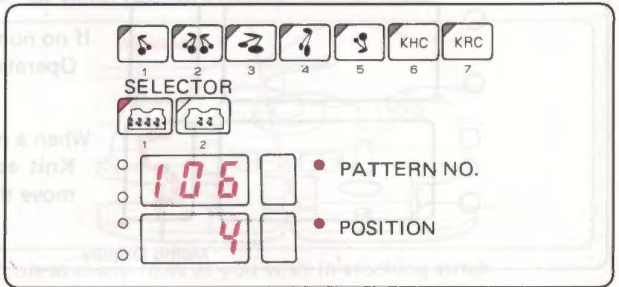 KHC KRC
1 2 3 4 5 6 7
SELECTOR
1 2
106 PATTERN NO.
4 POSITION
If no num
Operat
When a
Knit
move t